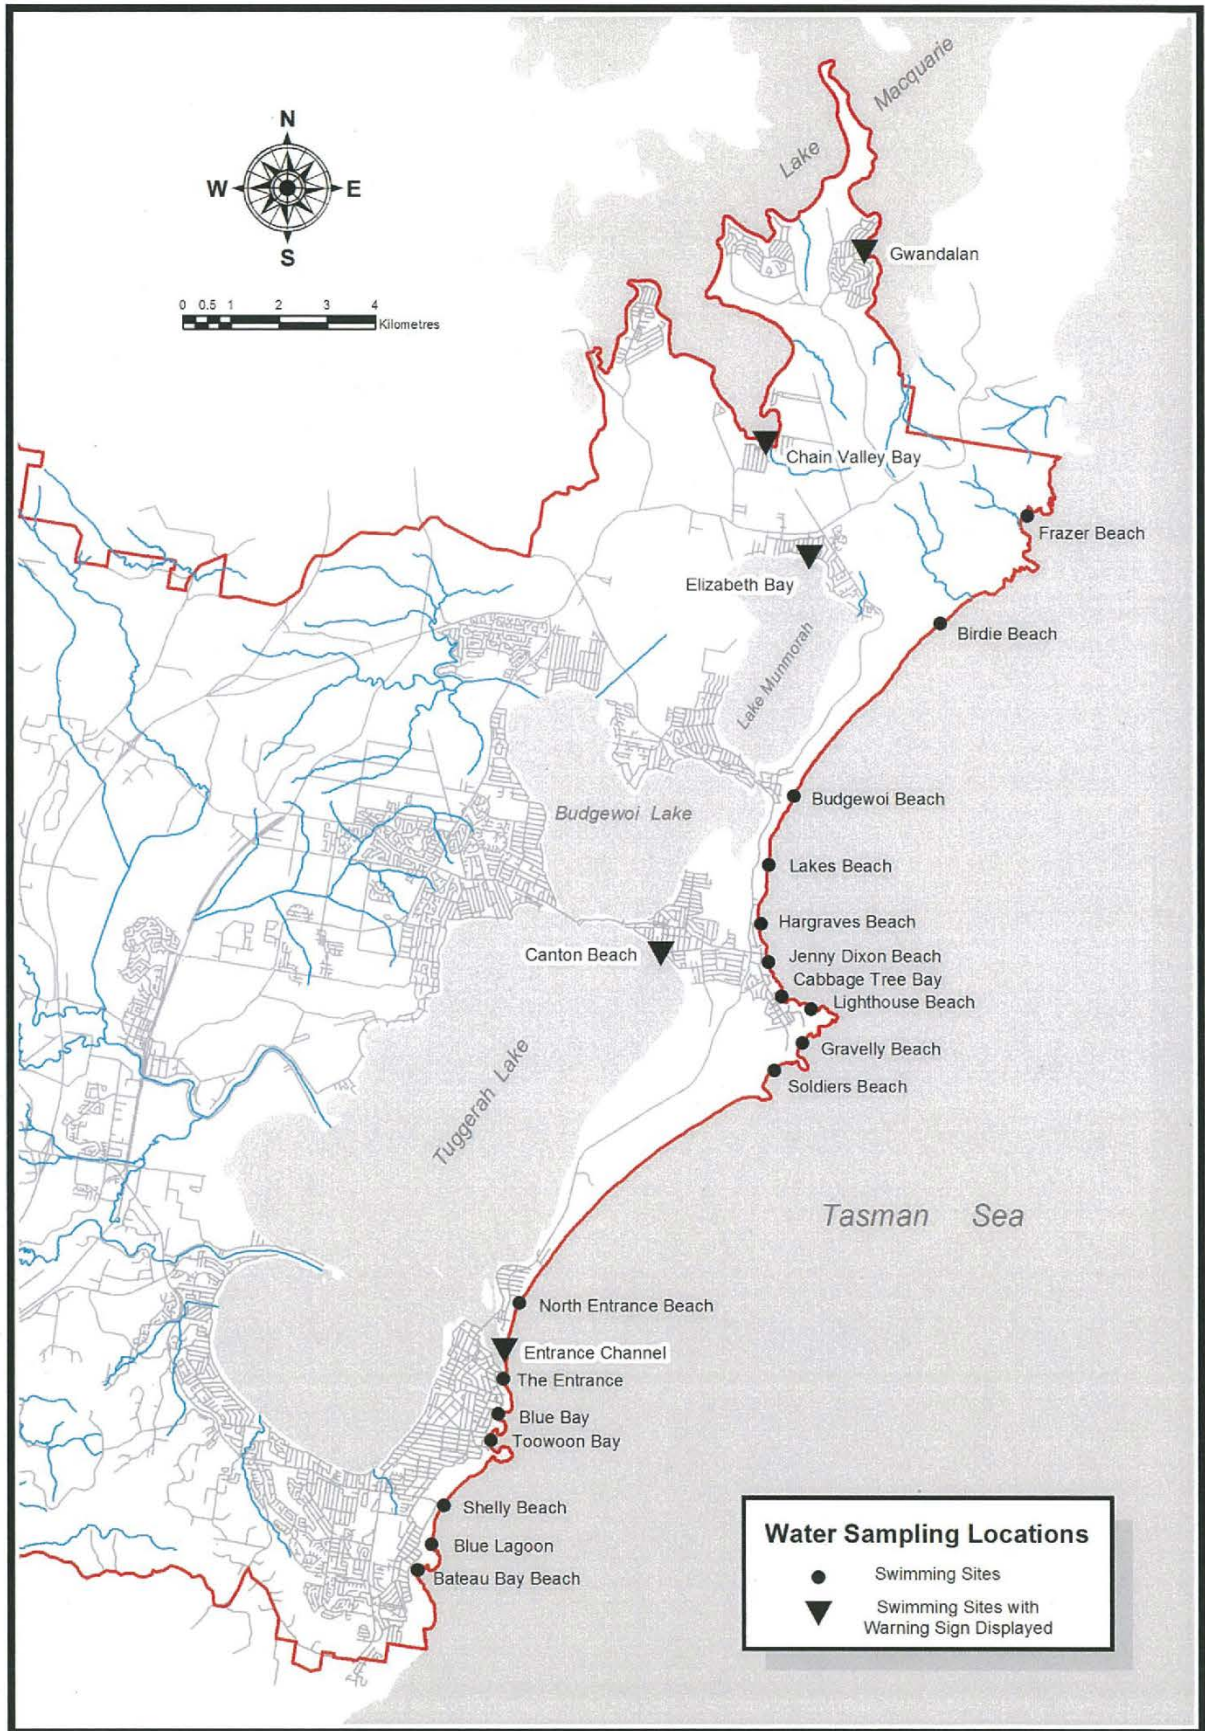 Lake Macquarie
N
W E
S
Gwandalan
0 0.5 1 2 3 4
Kilometres
Chain Valley Bay
Frazer Beach
Elizabeth Bay
Birdie Beach
Lake Munmorah
Budgewoi Beach
Budgewoi Lake
Lakes Beach
Hargraves Beach
Canton Beach
Jenny Dixon Beach
Cabbage Tree Bay
Lighthouse Beach
Gravelly Beach
Soldiers Beach
Tuggerah Lake
Tasman Sea
North Entrance Beach
Entrance Channel
The Entrance
Blue Bay
Toowoon Bay
Shelly Beach
Blue Lagoon
Bateau Bay Beach
Water Sampling Locations
Swimming Sites
Swimming Sites with
Warning Sign Displayed